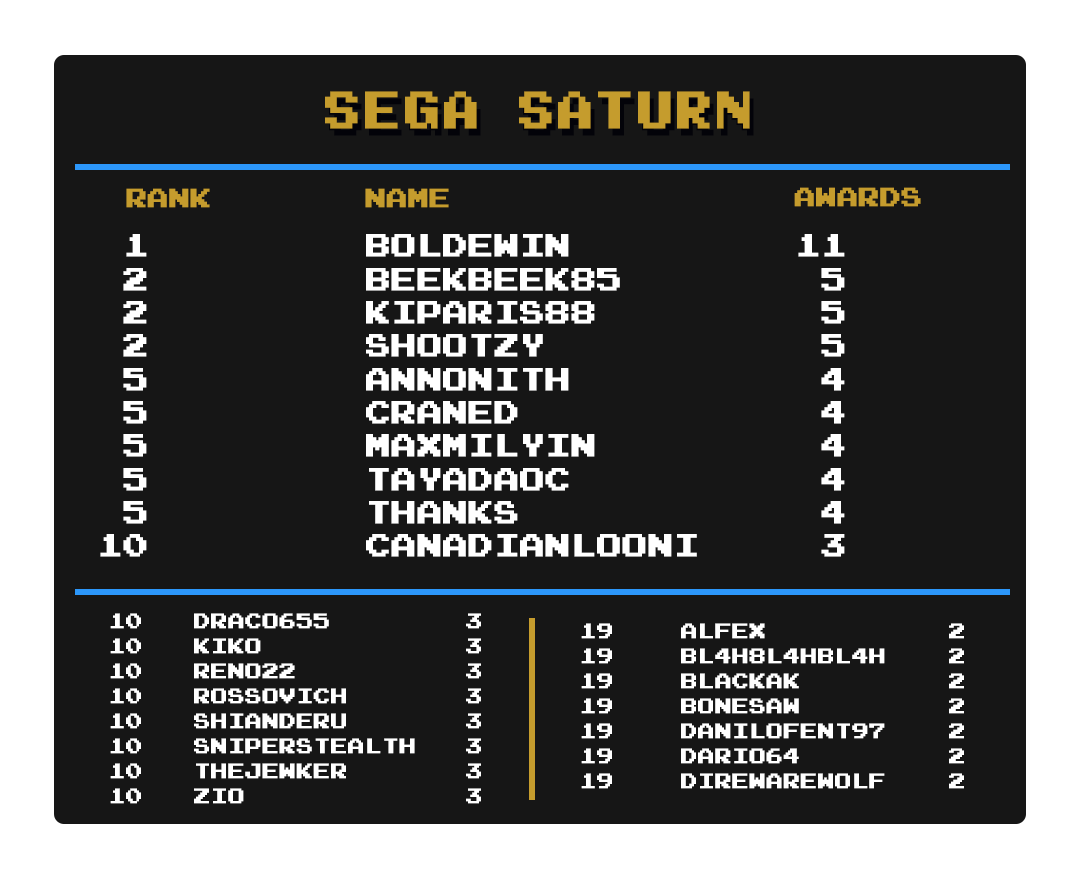 SEGA SATURN
RANK NAME AWARDS
1 BOLDEWIN 11
2 BEEKBEEK85 5
2 KIPARIS88 5
2 SHOOTZY 5
5 ANNONITH 4
5 CRANED 4
5 MAXMILYIN 4
5 TAYADAOC 4
5 THANKS 4
10 CANADIANLOONI 3
10 DRACO655 3
10 KIKO 3
10 RENO22 3
10 ROSSOVICH 3
10 SHIANDERU 3
10 SNIPERSTEALTH 3
10 THEJEWKER 3
10 ZIO 3
19 ALFEX 2
19 BL4H8L4HBL4H 2
19 BLACKAK 2
19 BONESAW 2
19 DANILOFENT97 2
19 DARIO64 2
19 DIREWAREWOLF 2